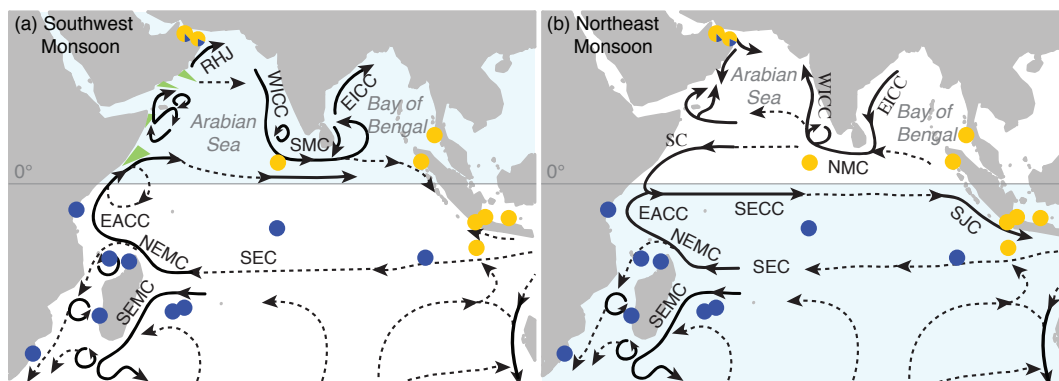 (a) Southwest
Monsoon
RHJ
Arabian
Sea
WICC
EICC
Bay of
Bengal
SMC
0°
EACC
NEMC
SEC
SEMC
(b) Northeast
Monsoon
Arabian
Sea
WICC
EICC
Bay of
Bengal
SC
NMC
0°
EACC
SECC
SJC
NEMC
SEC
SEMC